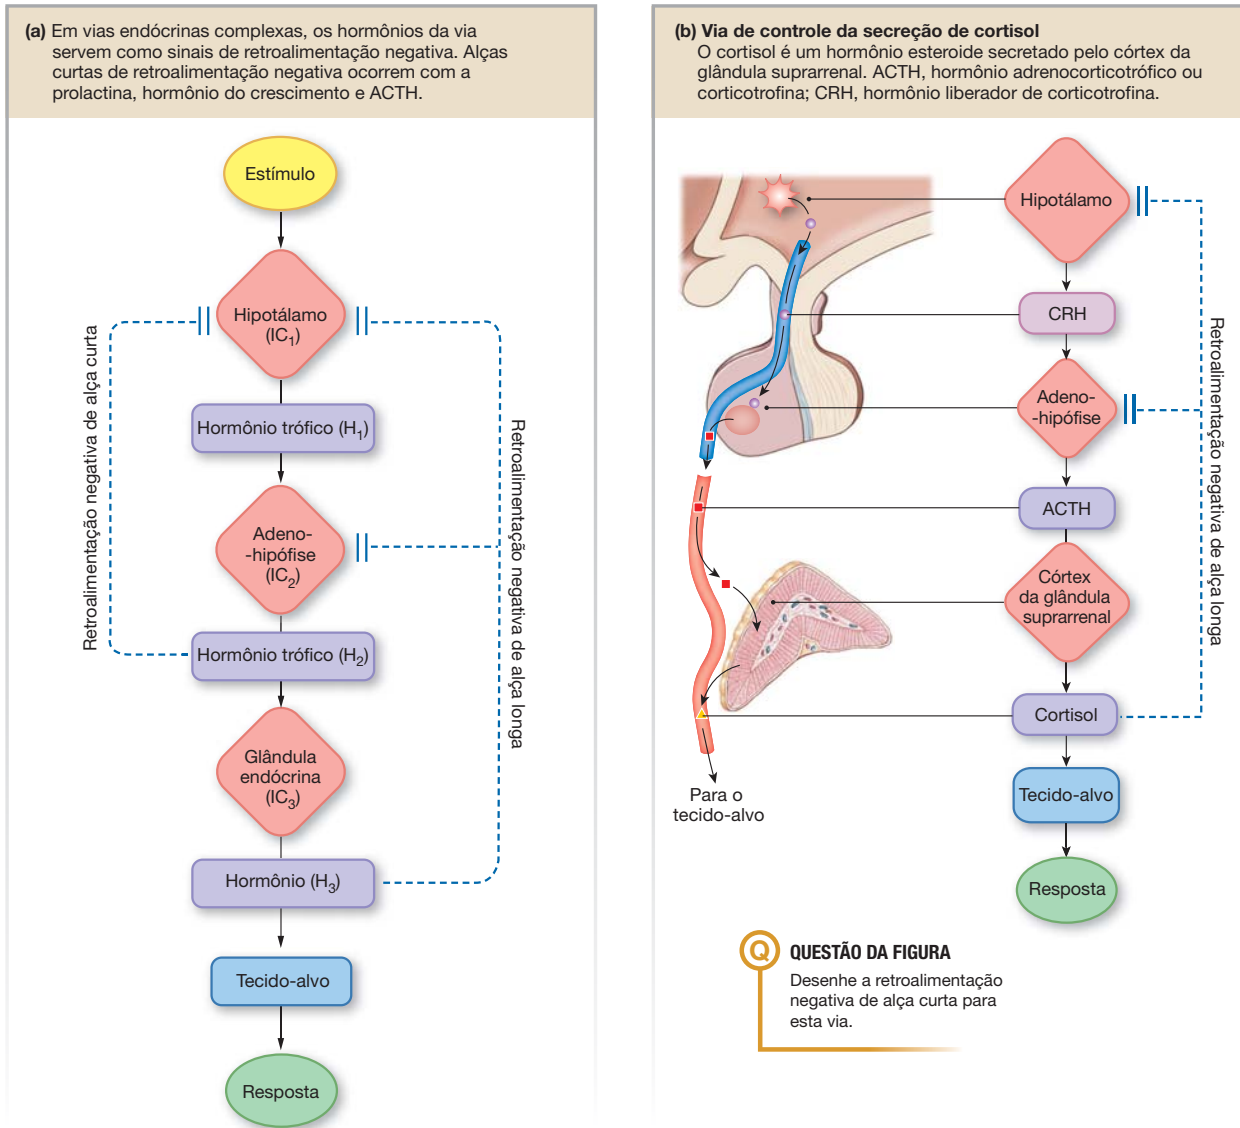 (a) Em vias endócrinas complexas, os hormônios da via
servem como sinais de retroalimentação negativa. Alças
curtas de retroalimentação negativa ocorrem com a
prolactina, hormônio do crescimento e ACTH.
Estímulo
Hipotálamo
(IC1)
Hormônio trófico (H1)
Adeno-
-hipófise
(IC2)
Hormônio trófico (H2)
Glândula
endócrina
(IC3)
Hormônio (H3)
Tecido-alvo
Resposta
Retroalimentação negativa de alça curta
Retroalimentação negativa de alça longa
(b) Via de controle da secreção de cortisol
O cortisol é um hormônio esteroide secretado pelo córtex da
glândula suprarrenal. ACTH, hormônio adrenocorticotrófico ou
corticotrofina; CRH, hormônio liberador de corticotrofina.
Hipotálamo
CRH
Adeno-
-hipófise
ACTH
Córtex
da glândula
suprarrenal
Cortisol
Tecido-alvo
Resposta
Retroalimentação negativa de alça longa
Para o
tecido-alvo
Q
QUESTÃO DA FIGURA
Desenhe a retroalimentação
negativa de alça curta para
esta via.